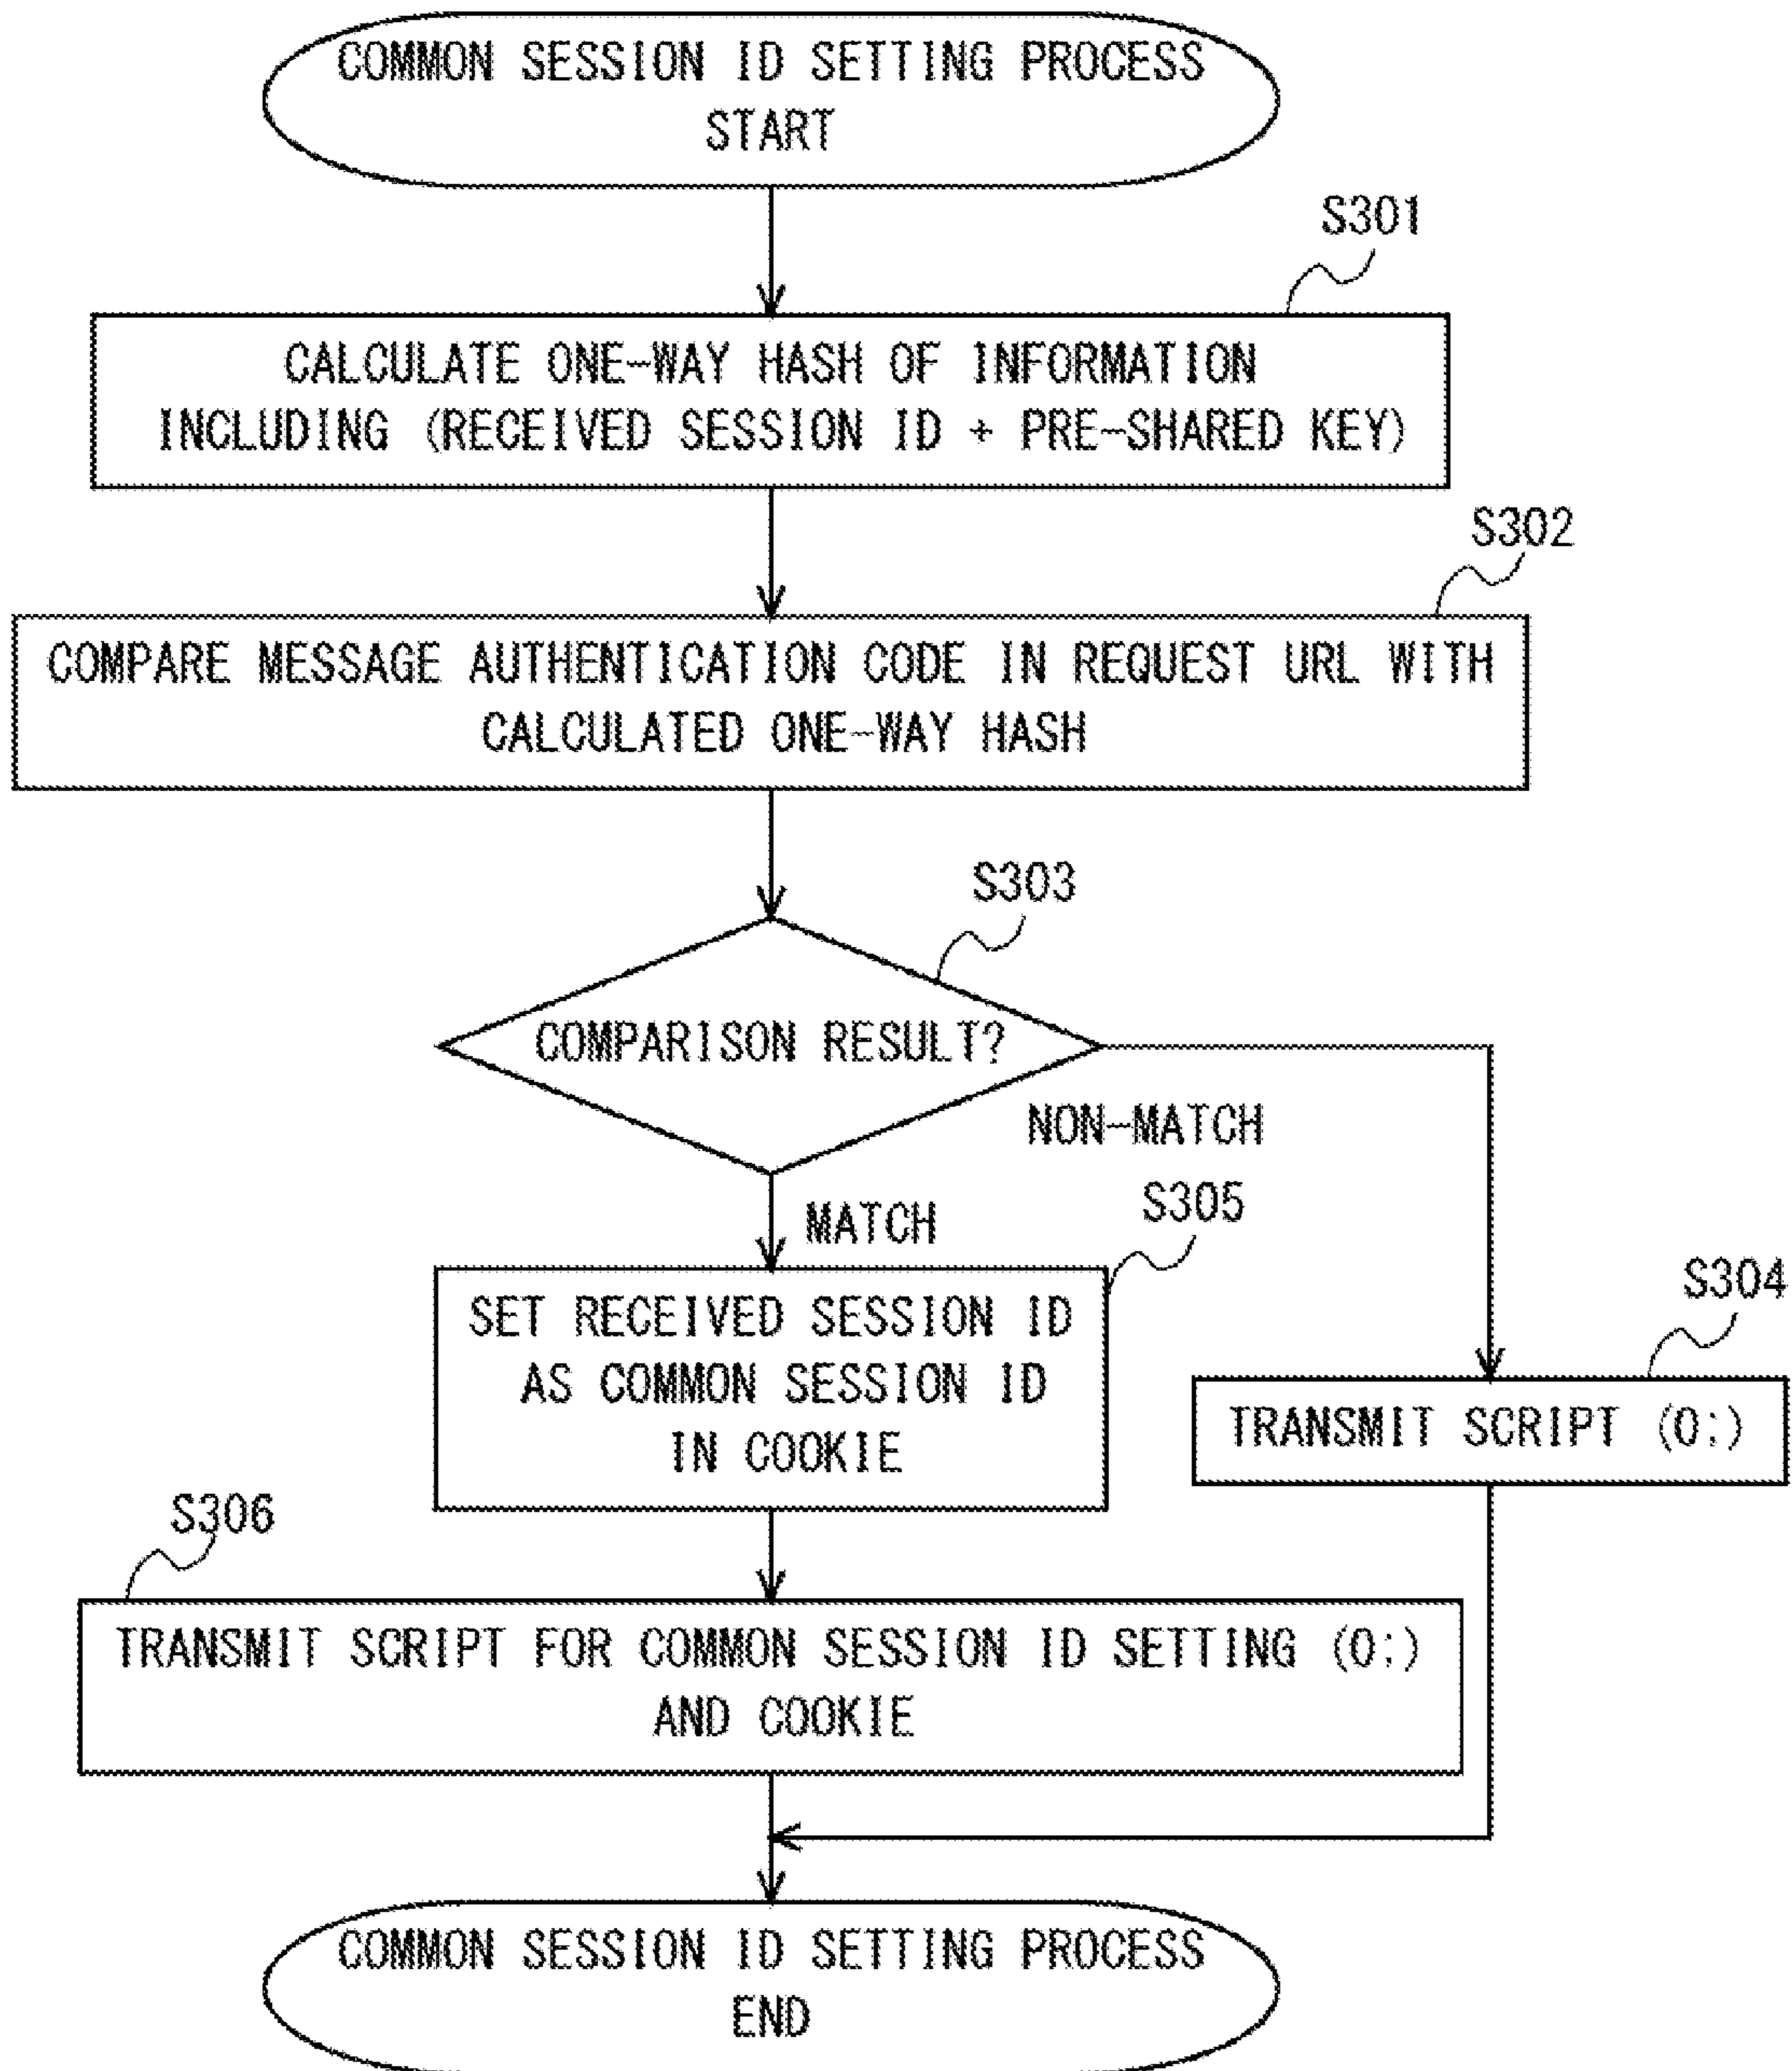 COMMON SESSION ID SETTING PROCESS
START
S301
CALCULATE ONE-WAY HASH OF INFORMATION
INCLUDING (RECEIVED SESSION ID + PRE-SHARED KEY)
S302
COMPARE MESSAGE AUTHENTICATION CODE IN REQUEST URL WITH
CALCULATED ONE-WAY HASH
S303
COMPARISON RESULT?
NON-MATCH
MATCH
S305
SET RECEIVED SESSION ID
AS COMMON SESSION ID
IN COOKIE
S304
TRANSMIT SCRIPT (0;)
S306
TRANSMIT SCRIPT FOR COMMON SESSION ID SETTING (0;)
AND COOKIE
COMMON SESSION ID SETTING PROCESS
END